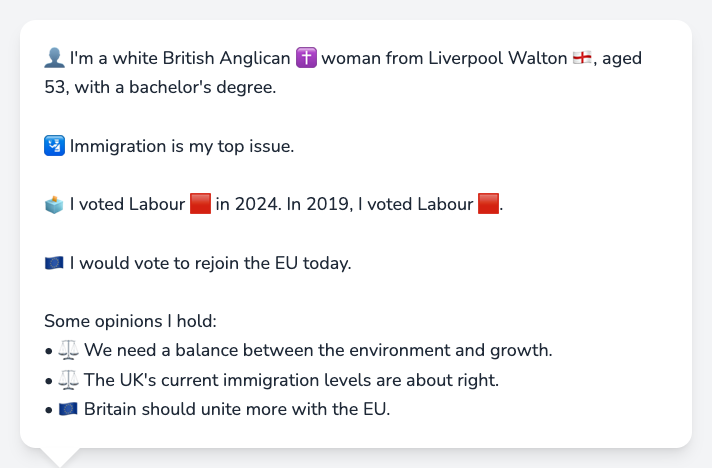 👤 I'm a white British Anglican ✝️ woman from Liverpool Walton 🏴󠁧󠁢󠁥󠁮󠁧󠁿, aged
53, with a bachelor's degree.
🛂 Immigration is my top issue.
🗳️ I voted Labour 🟥 in 2024. In 2019, I voted Labour 🟥.
🇪🇺 I would vote to rejoin the EU today.
Some opinions I hold:
• ⚖️ We need a balance between the environment and growth.
• ⚖️ The UK's current immigration levels are about right.
• 🇪🇺 Britain should unite more with the EU.